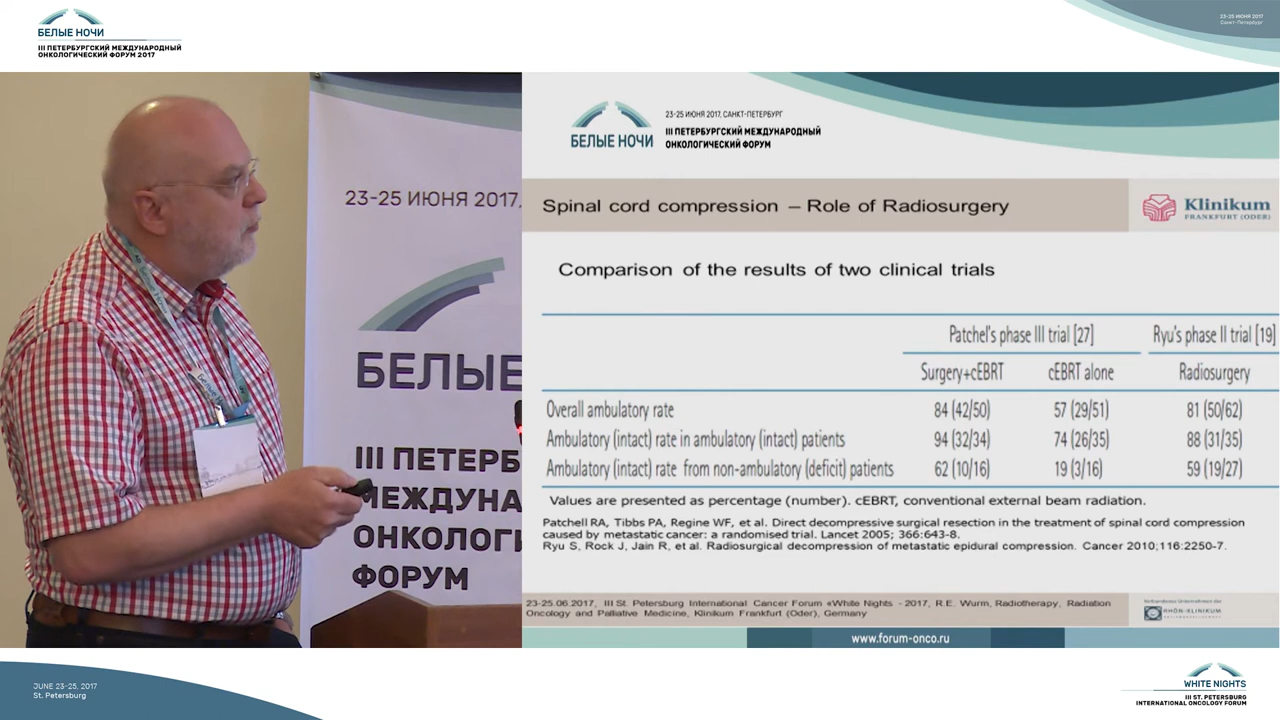 БЕЛЫЕ НОЧИ
III ПЕТЕРБУРГСКИЙ МЕЖДУНАРОДНЫЙ
ОНКОЛОГИЧЕСКИЙ ФОРУМ 2017
23-25 ИЮНЯ 2017
Санкт-Петербург
23-25 ИЮНЯ 2017,
БЕЛЫЕ
III ПЕТЕРБ
МЕЖДУНА
ОНКОЛОГИ
ФОРУМ
БЕЛЫЕ НОЧИ
23-25 ИЮНЯ 2017, САНКТ-ПЕТЕРБУРГ
III ПЕТЕРБУРГСКИЙ МЕЖДУНАРОДНЫЙ
ОНКОЛОГИЧЕСКИЙ ФОРУМ
Spinal cord compression – Role of Radiosurgery
Klinikum
FRANKFURT (ODER)
Comparison of the results of two clinical trials
Patchel's phase III trial [27] Ryu's phase II trial [19]
Surgery+cEBRT cEBRT alone Radiosurgery
Overall ambulatory rate 84 (42/50) 57 (29/51) 81 (50/62)
Ambulatory (intact) rate in ambulatory (intact) patients 94 (32/34) 74 (26/35) 88 (31/35)
Ambulatory (intact) rate from non-ambulatory (deficit) patients 62 (10/16) 19 (3/16) 59 (19/27)
Values are presented as percentage (number). cEBRT, conventional external beam radiation.
Patchell RA, Tibbs PA, Regine WF, et al. Direct decompressive surgical resection in the treatment of spinal cord compression
caused by metastatic cancer: a randomised trial. Lancet 2005; 366:643-8.
Ryu S, Rock J, Jain R, et al. Radiosurgical decompression of metastatic epidural compression. Cancer 2010;116:2250-7.
23-25.06.2017, III St. Petersburg International Cancer Forum «White Nights - 2017, R.E. Wurm, Radiotherapy, Radiation
Oncology and Palliative Medicine, Klinikum Frankfurt (Oder), Germany
RHÖN-KLINIKUM
www.forum-onco.ru
JUNE 23-25, 2017
St. Petersburg
WHITE NIGHTS
III ST. PETERSBURG
INTERNATIONAL ONCOLOGY FORUM